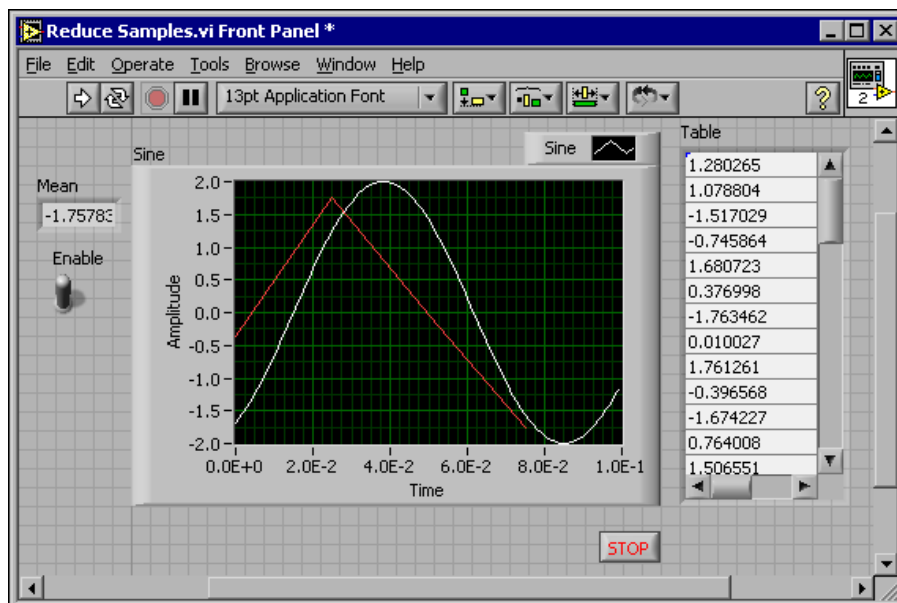 Reduce Samples.vi Front Panel *
File Edit Operate Tools Browse Window Help
13pt Application Font
?
2
Sine
Sine
Table
Mean
-1.75783
Enable
Amplitude
2.0
1.5
1.0
0.5
0.0
-0.5
-1.0
-1.5
-2.0
0.0E+0 2.0E-2 4.0E-2 6.0E-2 8.0E-2 1.0E-1
Time
1.280265
1.078804
-1.517029
-0.745864
1.680723
0.376998
-1.763462
0.010027
1.761261
-0.396568
-1.674227
0.764008
1.506551
STOP